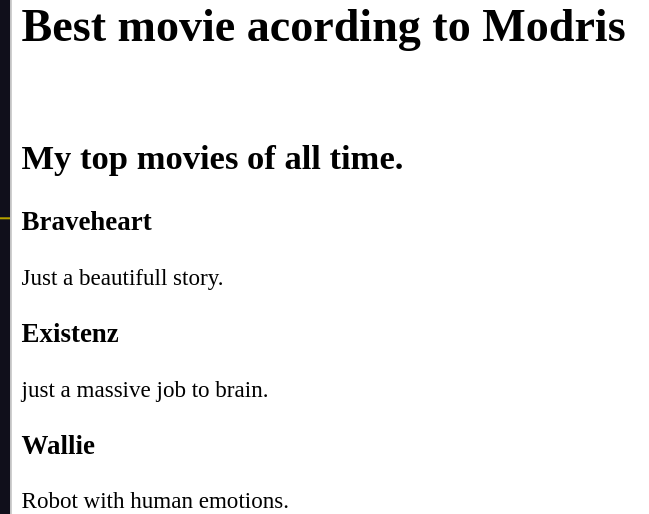 Best movie acording to Modris
My top movies of all time.
Braveheart
Just a beautifull story.
Existenz
just a massive job to brain.
Wallie
Robot with human emotions.